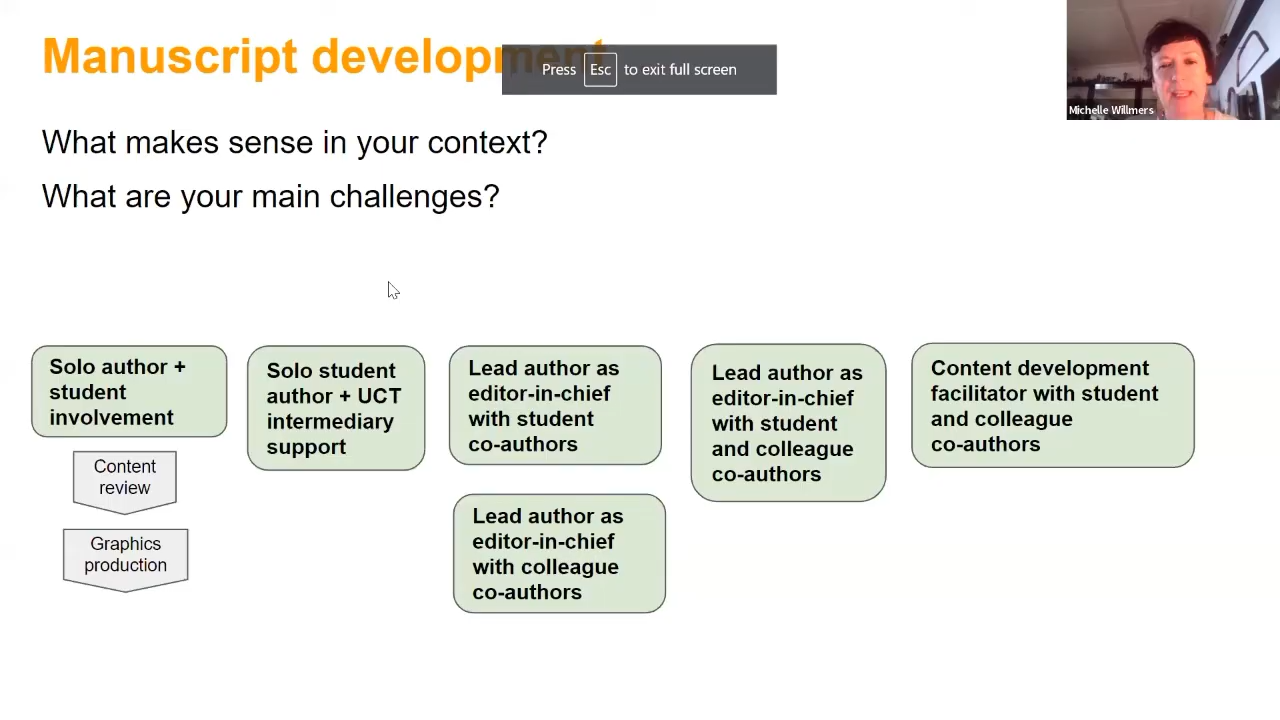 Manuscript development
Press Esc to exit full screen
Michelle Willmers
What makes sense in your context?
What are your main challenges?
Solo author +
student
involvement
Content
review
Graphics
production
Solo student
author + UCT
intermediary
support
Lead author as
editor-in-chief
with student
co-authors
Lead author as
editor-in-chief
with colleague
co-authors
Lead author as
editor-in-chief
with student
and colleague
co-authors
Content development
facilitator with student
and colleague
co-authors